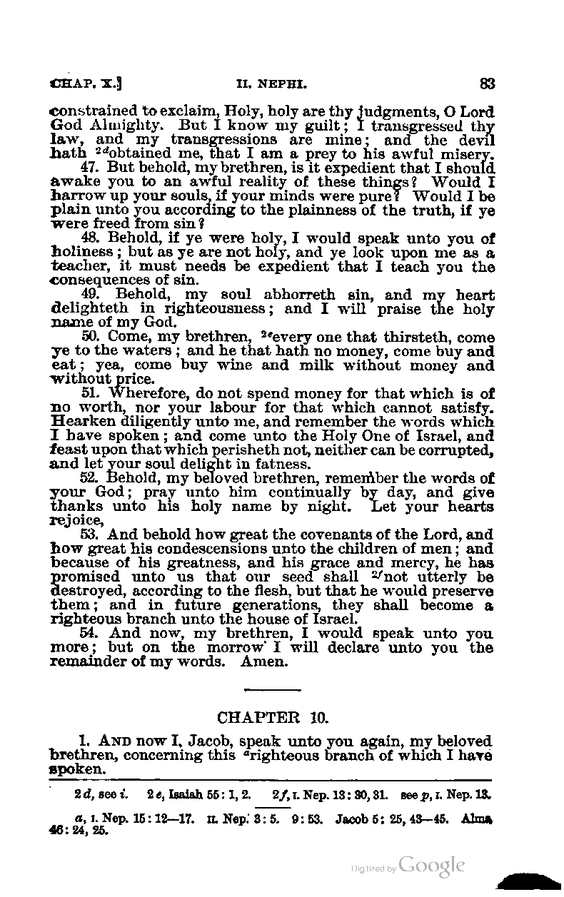 CHAP. X.] II. NEPHI. 83
constrained to exclaim, Holy, holy are thy judgments, O Lord
God Almighty. But I know my guilt; I transgressed thy
law, and my transgressions are mine; and the devil
hath ²ᵈobtained me, that I am a prey to his awful misery.
47. But behold, my brethren, is it expedient that I should
awake you to an awful reality of these things? Would I
harrow up your souls, if your minds were pure? Would I be
plain unto you according to the plainness of the truth, if ye
were freed from sin?
48. Behold, if ye were holy, I would speak unto you of
holiness; but as ye are not holy, and ye look upon me as a
teacher, it must needs be expedient that I teach you the
consequences of sin.
49. Behold, my soul abhorreth sin, and my heart
delighteth in righteousness; and I will praise the holy
name of my God.
50. Come, my brethren, ²ᵉevery one that thirsteth, come
ye to the waters; and he that hath no money, come buy and
eat; yea, come buy wine and milk without money and
without price.
51. Wherefore, do not spend money for that which is of
no worth, nor your labour for that which cannot satisfy.
Hearken diligently unto me, and remember the words which
I have spoken; and come unto the Holy One of Israel, and
feast upon that which perisheth not, neither can be corrupted,
and let your soul delight in fatness.
52. Behold, my beloved brethren, remember the words of
your God; pray unto him continually by day, and give
thanks unto his holy name by night. Let your hearts
rejoice,
53. And behold how great the covenants of the Lord, and
how great his condescensions unto the children of men; and
because of his greatness, and his grace and mercy, he has
promised unto us that our seed shall ²ᶠnot utterly be
destroyed, according to the flesh, but that he would preserve
them; and in future generations, they shall become a
righteous branch unto the house of Israel.
54. And now, my brethren, I would speak unto you
more; but on the morrow I will declare unto you the
remainder of my words. Amen.
CHAPTER 10.
1. AND now I, Jacob, speak unto you again, my beloved
brethren, concerning this ᵃrighteous branch of which I have
spoken.
2d, see i. 2e, Isaiah 55: 1, 2. 2f, I. Nep. 13: 30, 31. see p, I. Nep. 13.
a, I. Nep. 15: 12—17. II. Nep. 3: 5. 9: 53. Jacob 5: 25, 43—45. Alma
46: 24, 25.
Digitized by Google